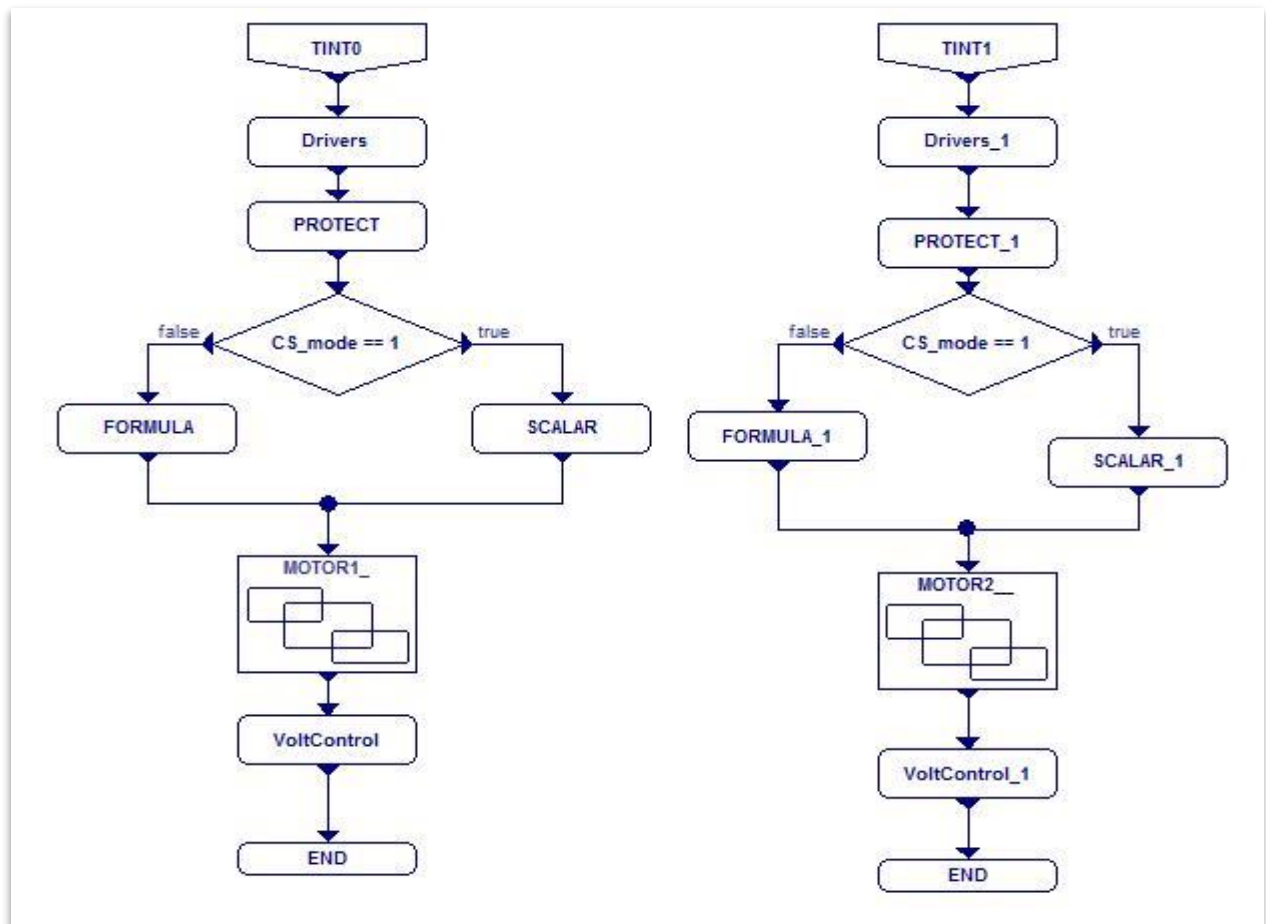 TINT0
Drivers
PROTECT
false
CS_mode == 1
true
FORMULA
SCALAR
MOTOR1_
VoltControl
END
TINT1
Drivers_1
PROTECT_1
false
CS_mode == 1
true
FORMULA_1
SCALAR_1
MOTOR2__
VoltControl_1
END